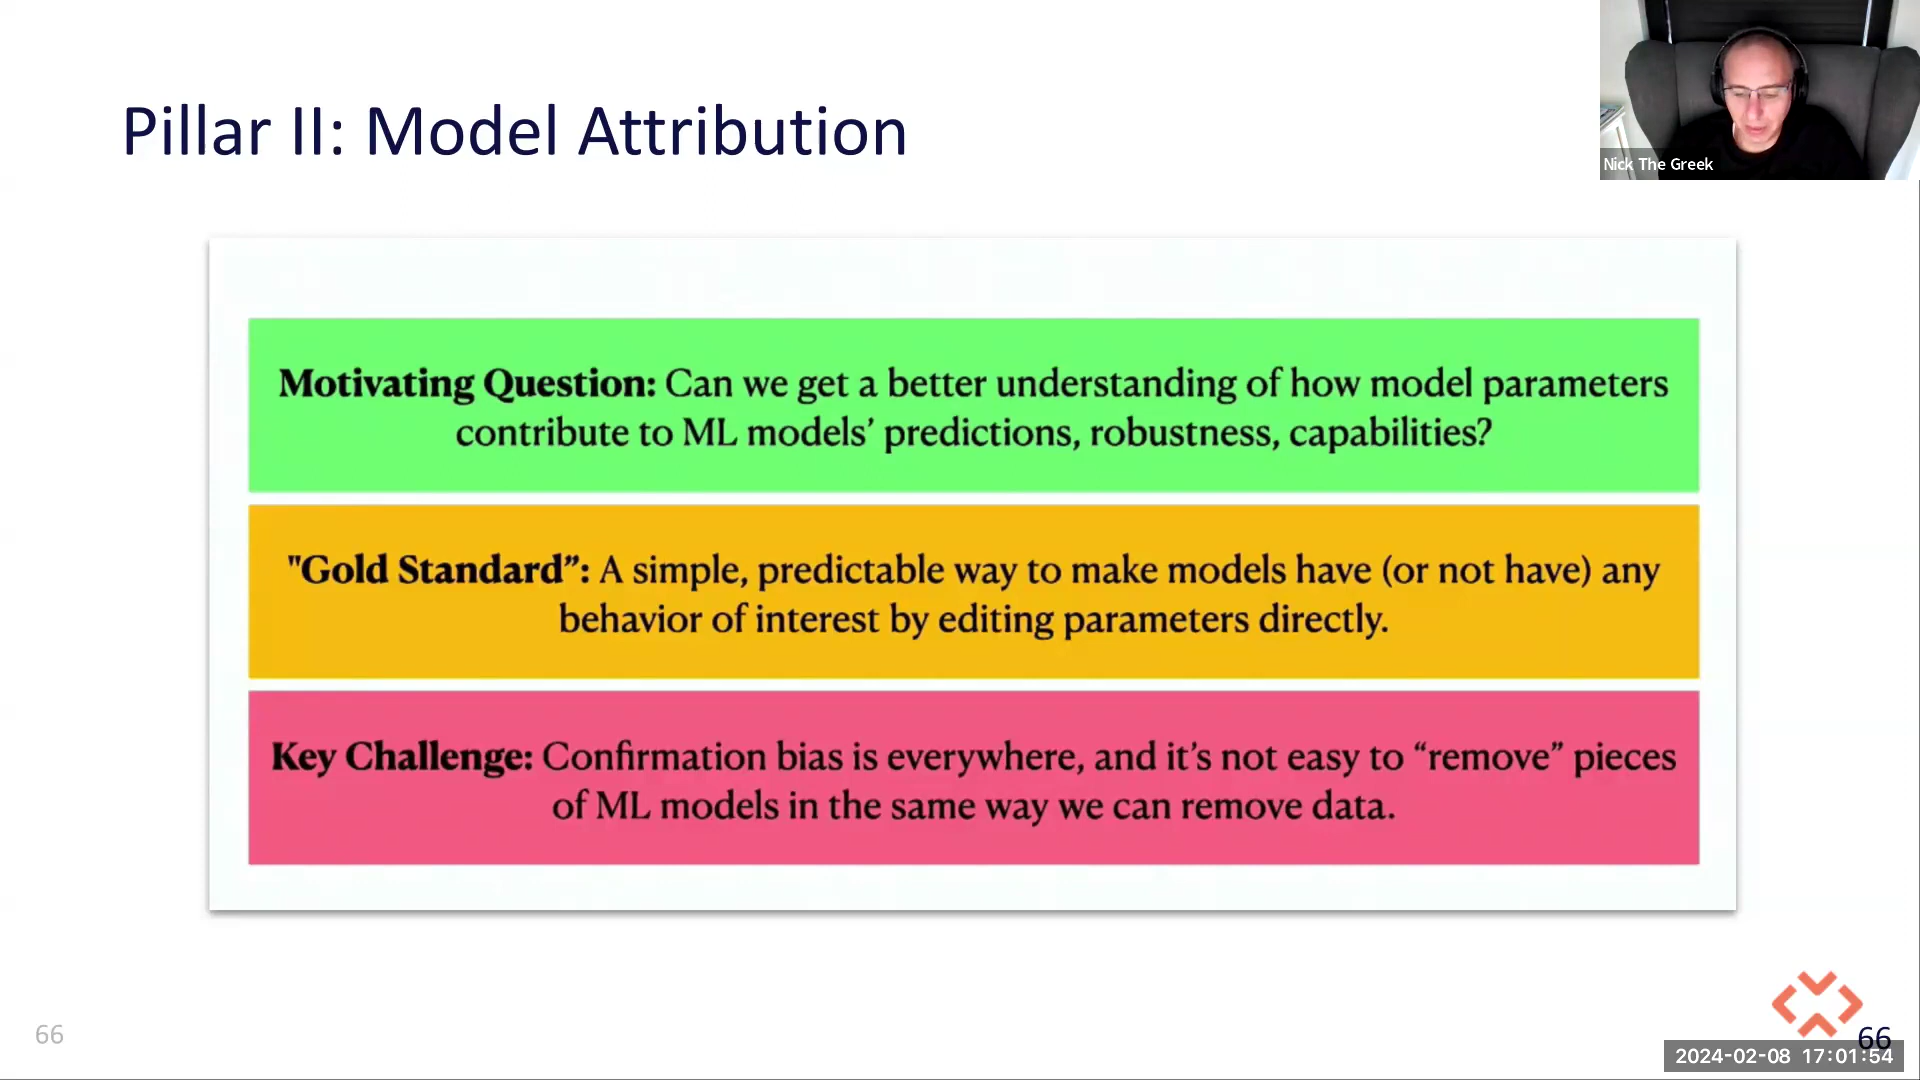 Pillar II: Model Attribution
Nick The Greek
Motivating Question: Can we get a better understanding of how model parameters
contribute to ML models’ predictions, robustness, capabilities?
"Gold Standard”: A simple, predictable way to make models have (or not have) any
behavior of interest by editing parameters directly.
Key Challenge: Confirmation bias is everywhere, and it’s not easy to “remove” pieces
of ML models in the same way we can remove data.
66
66
2024-02-08 17:01:54